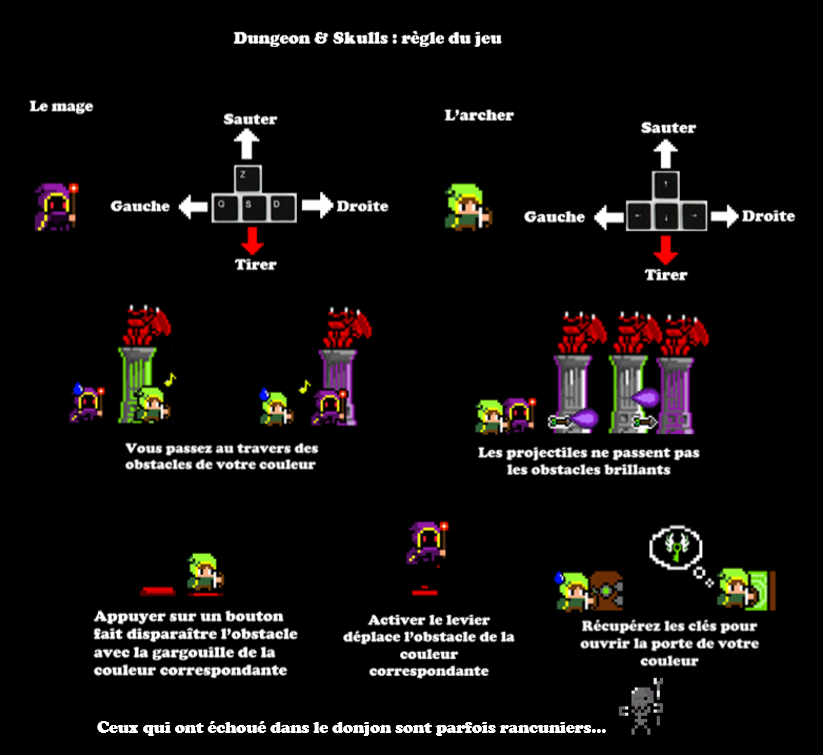 Dungeon & Skulls : règle du jeu
Le mage
L'archer
Sauter
Sauter
Z
↑
Gauche
Q
S
D
Droite
Gauche
←
↓
→
Droite
Tirer
Tirer
Vous passez au travers des
obstacles de votre couleur
Les projectiles ne passent pas
les obstacles brillants
Appuyer sur un bouton
fait disparaître l'obstacle
avec la gargouille de la
couleur correspondante
Activer le levier
déplace l'obstacle de la
couleur
correspondante
Récupérez les clés pour
ouvrir la porte de votre
couleur
Ceux qui ont échoué dans le donjon sont parfois rancuniers...